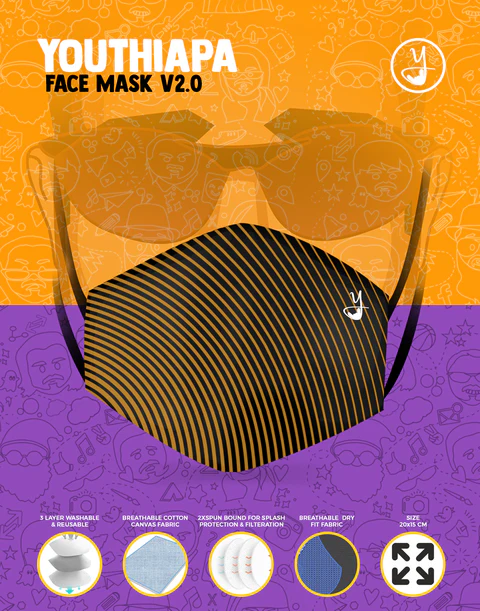 YOUTHIAPA
FACE MASK V2.0
y
y
3 LAYER WASHABLE
& REUSABLE
BREATHABLE COTTON
CANVAS FABRIC
2XSPUN BOUND FOR SPLASH
PROTECTION & FILTERATION
BREATHABLE DRY
FIT FABRIC
SIZE
20x15 CM